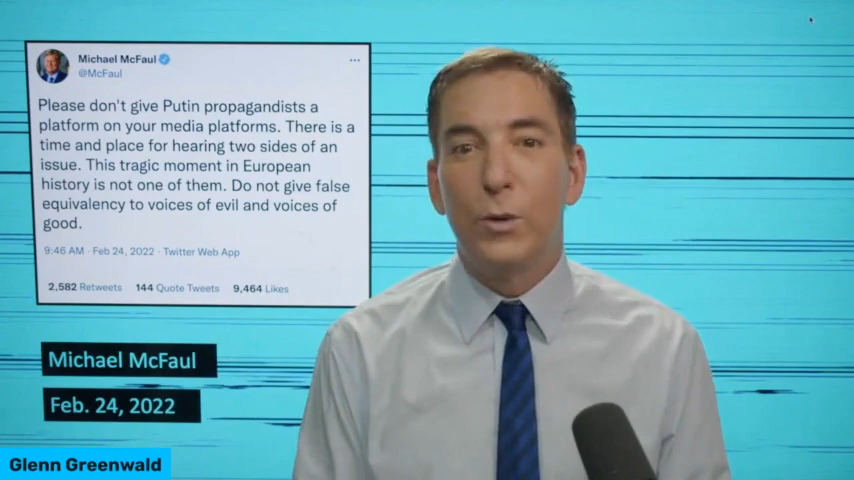 Michael McFaul
@McFaul
Please don't give Putin propagandists a
platform on your media platforms. There is a
time and place for hearing two sides of an
issue. This tragic moment in European
history is not one of them. Do not give false
equivalency to voices of evil and voices of
good.
9:46 AM · Feb 24, 2022 · Twitter Web App
2,582 Retweets 144 Quote Tweets 9,464 Likes
Michael McFaul
Feb. 24, 2022
Glenn Greenwald